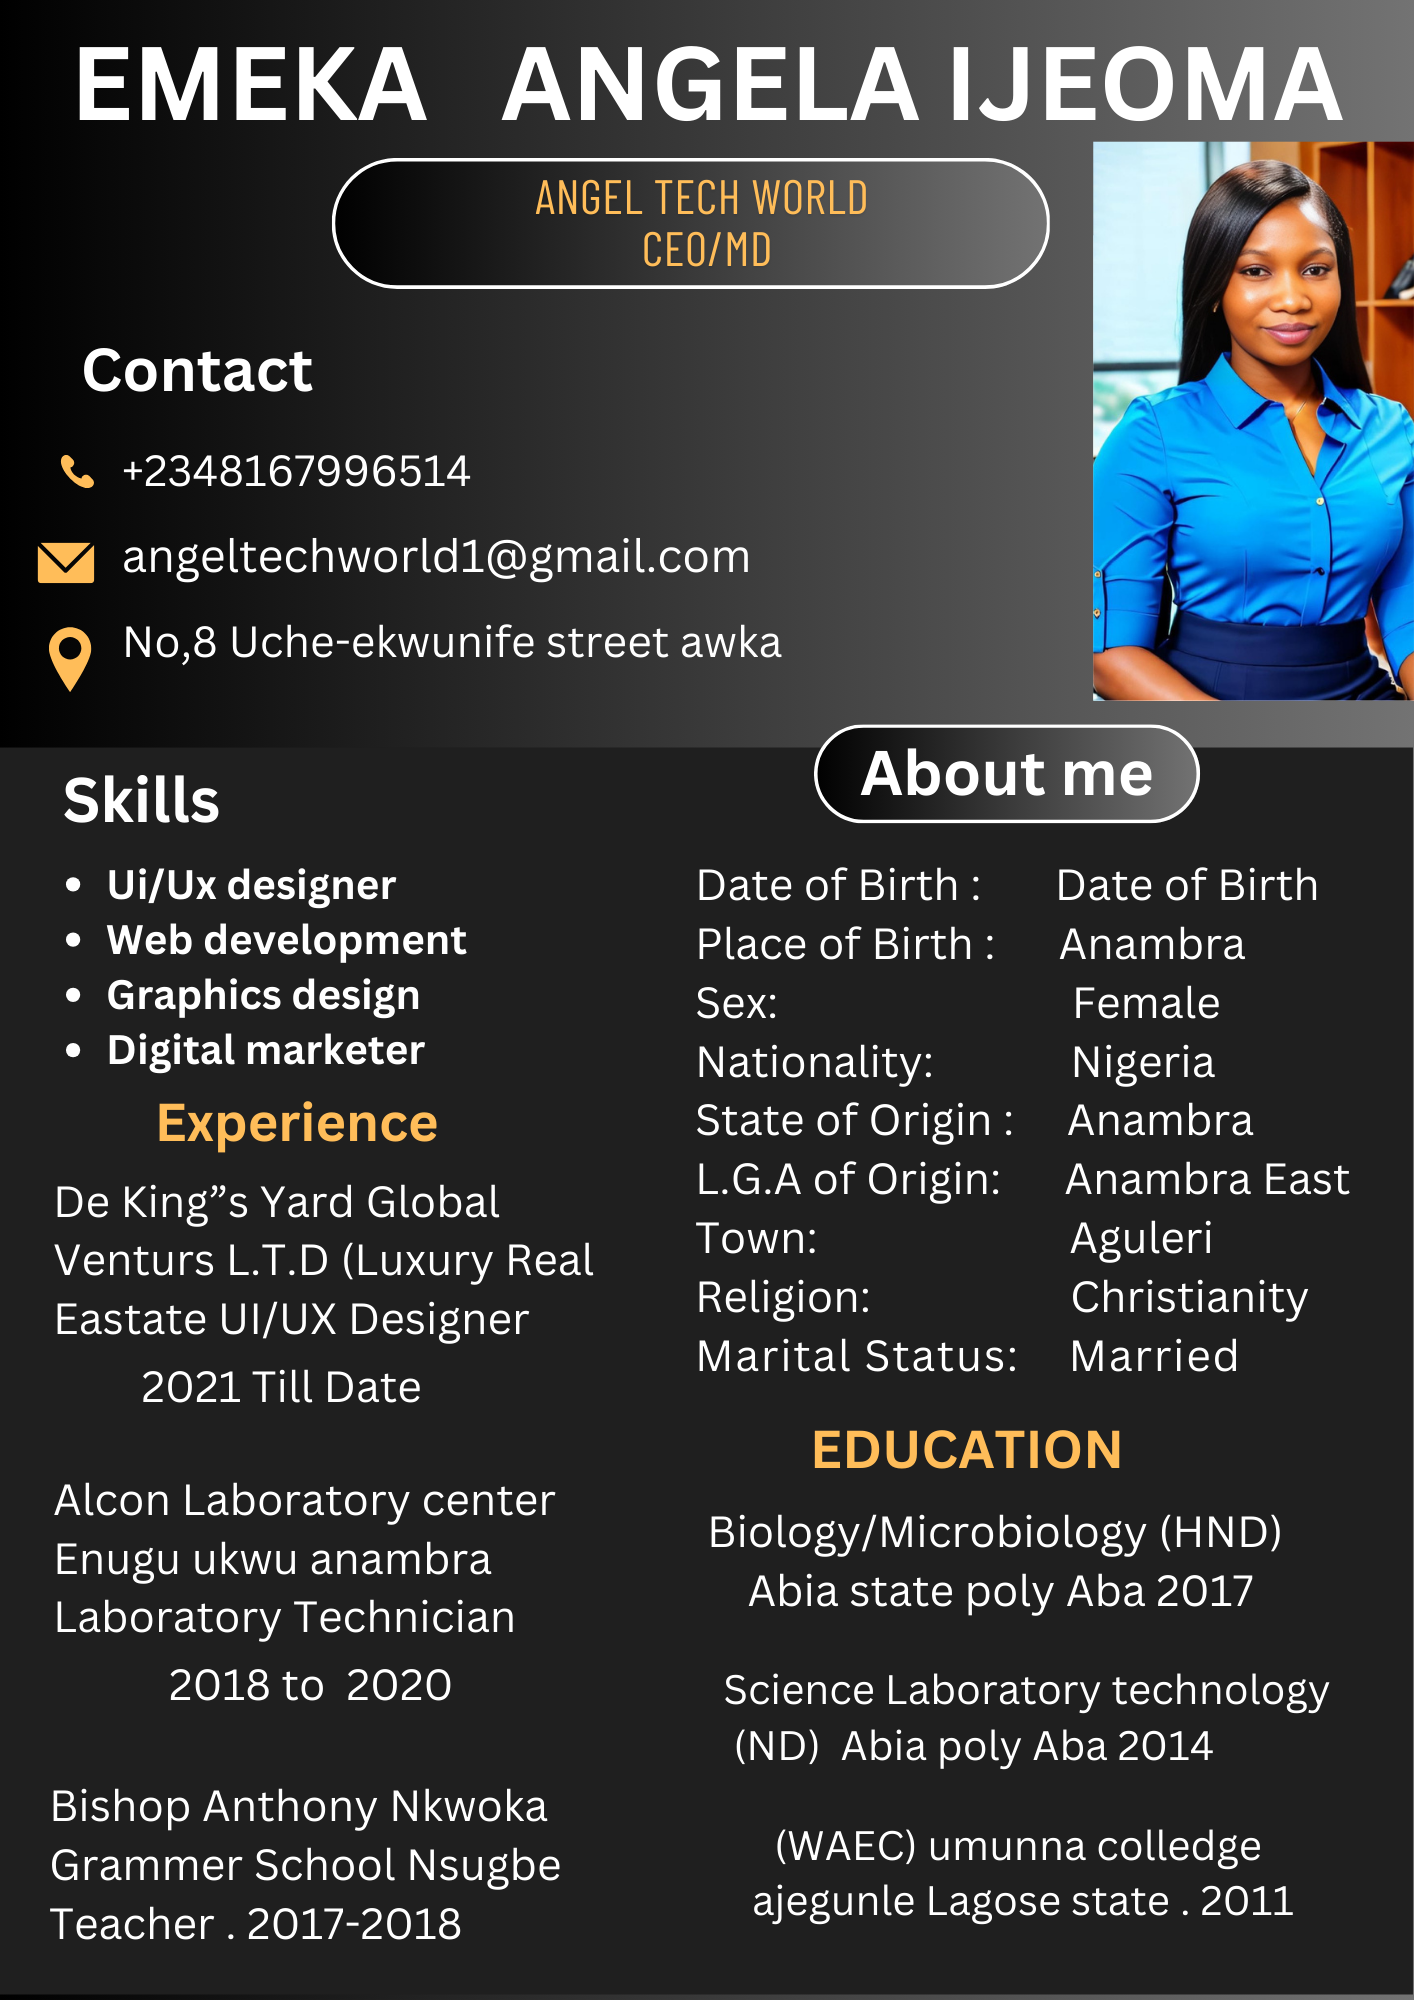 EMEKA ANGELA IJEOMA
ANGEL TECH WORLD
CEO/MD
Contact
+2348167996514
angeltechworld1@gmail.com
No,8 Uche-ekwunife street awka
Skills
• Ui/Ux designer
• Web development
• Graphics design
• Digital marketer
Experience
De King”s Yard Global
Venturs L.T.D (Luxury Real
Eastate UI/UX Designer
2021 Till Date
Alcon Laboratory center
Enugu ukwu anambra
Laboratory Technician
2018 to 2020
Bishop Anthony Nkwoka
Grammer School Nsugbe
Teacher . 2017-2018
About me
Date of Birth : Date of Birth
Place of Birth : Anambra
Sex: Female
Nationality: Nigeria
State of Origin : Anambra
L.G.A of Origin: Anambra East
Town: Aguleri
Religion: Christianity
Marital Status: Married
EDUCATION
Biology/Microbiology (HND)
Abia state poly Aba 2017
Science Laboratory technology
(ND) Abia poly Aba 2014
(WAEC) umunna colledge
ajegunle Lagose state . 2011